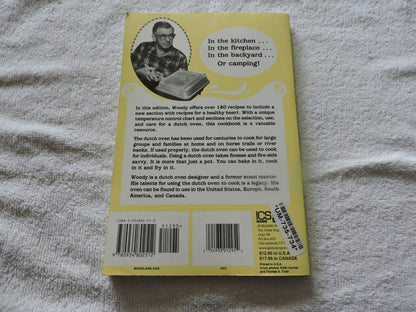 In the kitchen . . .
In the fireplace . . .
In the backyard . . .
Or camping!
In this edition, Woody offers over 180 recipes to include a
new section with recipes for a healthy heart. With a unique
temperature control chart and sections on the selection, use,
and care for a dutch oven, this cookbook is a valuable
resource.
The dutch oven has been used for centuries to cook for large
groups and families at home and on horse trails or river
banks. If used properly, the dutch oven can be used to cook
for individuals. Using a dutch oven takes finesse and fire-side
savvy. It is more than just a pot. You can bake in it, cook
in it and fry in it.
Woody is a dutch oven designer and a former scout master.
His talents for using the dutch oven to cook is a legacy. His
oven can be found in use in the United States, Europe, South
America, and Canada.
51295
9780934802512
BOOKLAND EAN
UPC
ICS
$12.95 in U.S.A.
$17.95 in CANADA